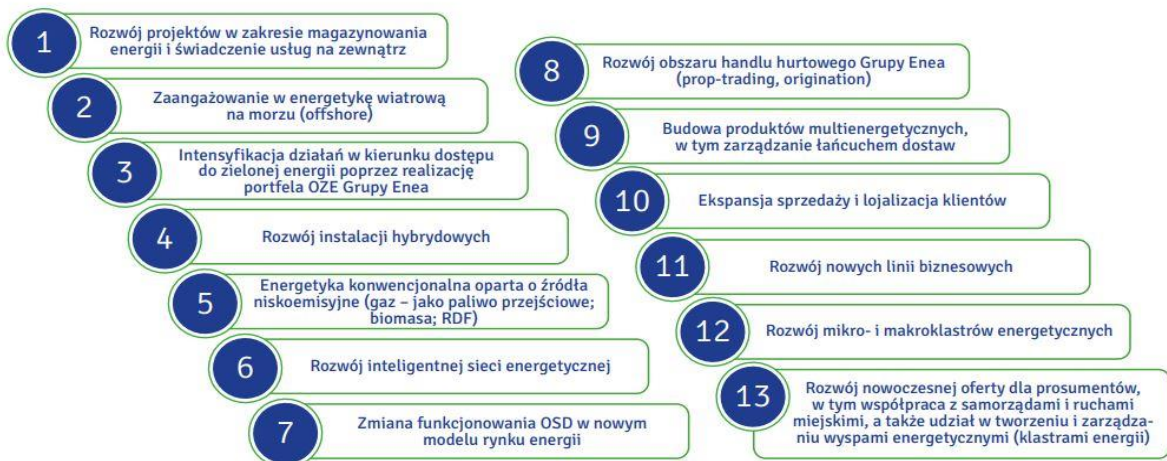 1
Rozwój projektów w zakresie magazynowania
energii i świadczenie usług na zewnątrz
2
Zaangażowanie w energetykę wiatrową
na morzu (offshore)
3
Intensyfikacja działań w kierunku dostępu
do zielonej energii poprzez realizację
portfela OZE Grupy Enea
4
Rozwój instalacji hybrydowych
5
Energetyka konwencjonalna oparta o źródła
niskoemisyjne (gaz – jako paliwo przejściowe;
biomasa; RDF)
6
Rozwój inteligentnej sieci energetycznej
7
Zmiana funkcjonowania OSD w nowym
modelu rynku energii
8
Rozwój obszaru handlu hurtowego Grupy Enea
(prop-trading, origination)
9
Budowa produktów multienergetycznych,
w tym zarządzanie łańcuchem dostaw
10
Ekspansja sprzedaży i lojalizacja klientów
11
Rozwój nowych linii biznesowych
12
Rozwój mikro- i makroklastrów energetycznych
13
Rozwój nowoczesnej oferty dla prosumentów,
w tym współpraca z samorządami i ruchami
miejskimi, a także udział w tworzeniu i zarządza-
niu wyspami energetycznymi (klastrami energii)